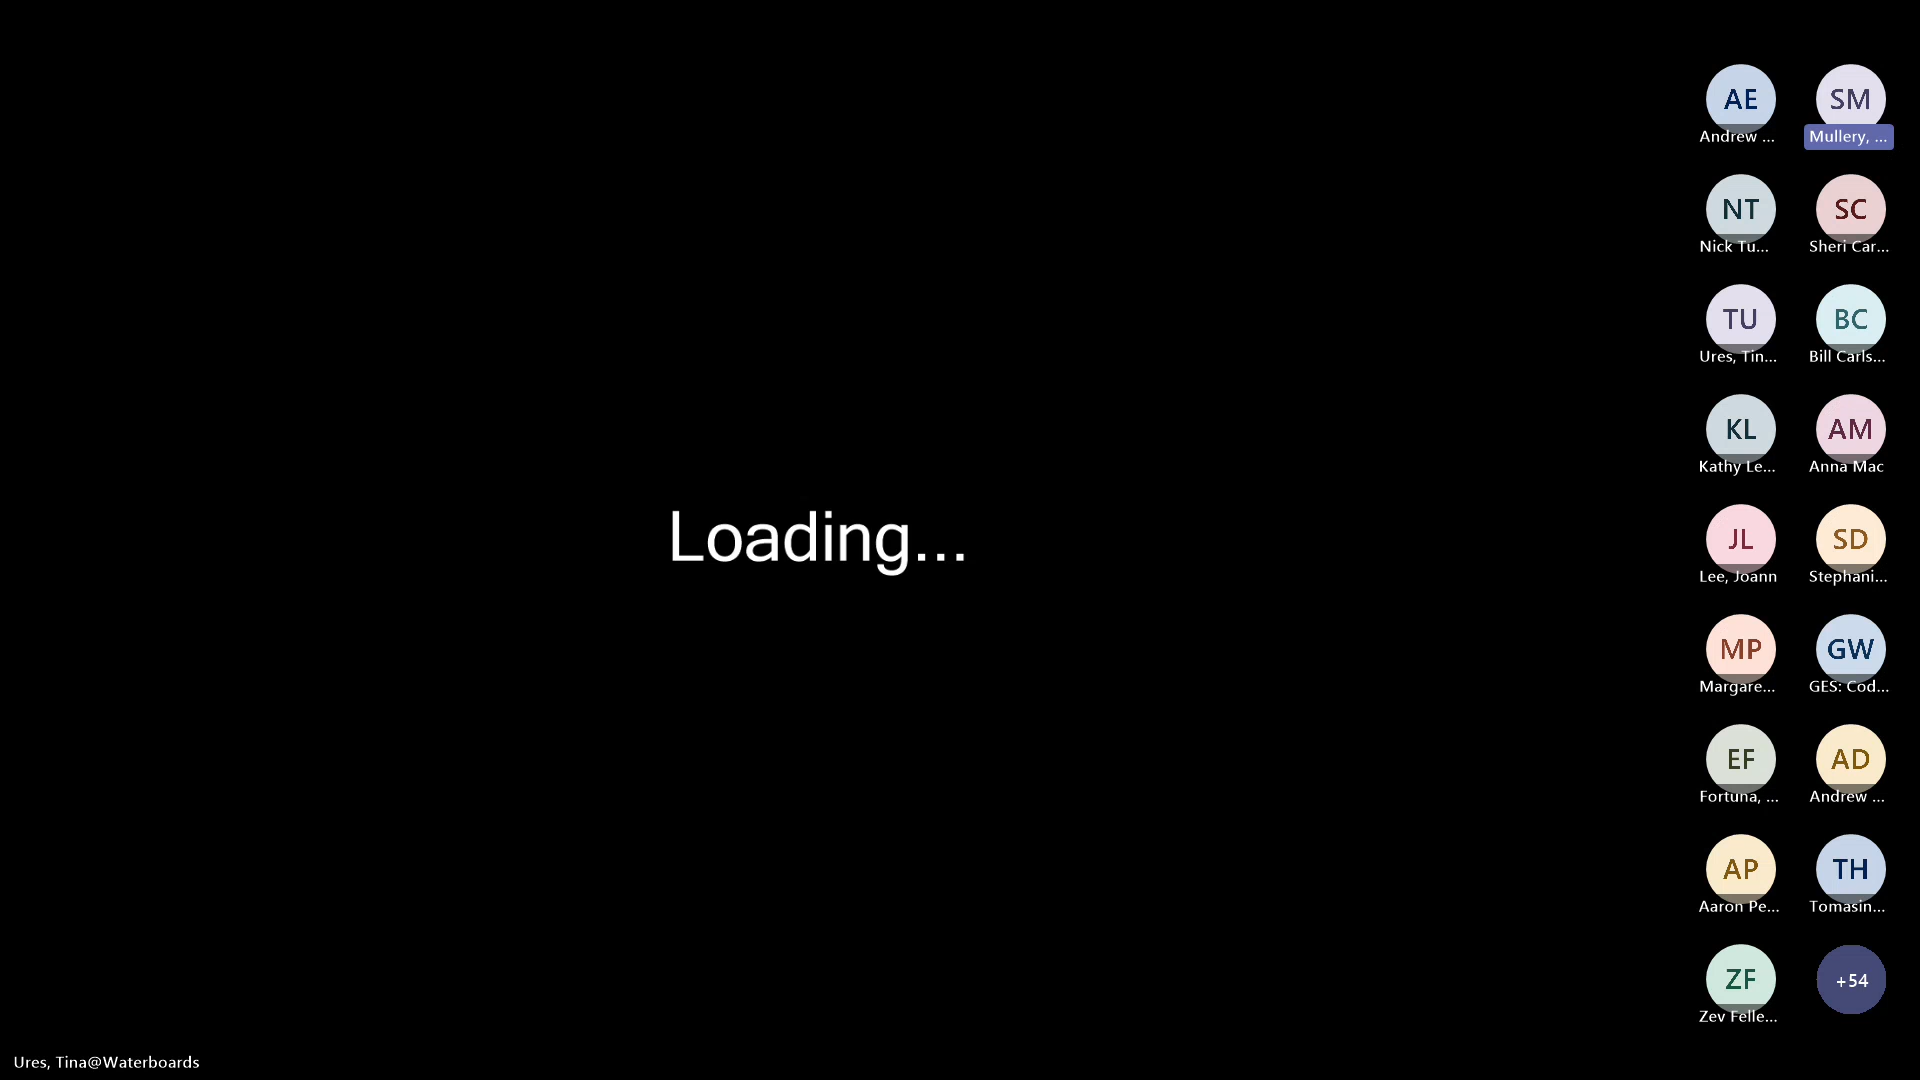 AE
Andrew ...
SM
Mullery, ...
NT
Nick Tu...
SC
Sheri Car...
TU
Ures, Tin...
BC
Bill Carls...
KL
Kathy Le...
AM
Anna Mac
Loading...
JL
Lee, Joann
SD
Stephani...
MP
Margare...
GW
GES: Cod...
EF
Fortuna, ...
AD
Andrew ...
AP
Aaron Pe...
TH
Tomasin...
ZF
Zev Felle...
+54
Ures, Tina@Waterboards